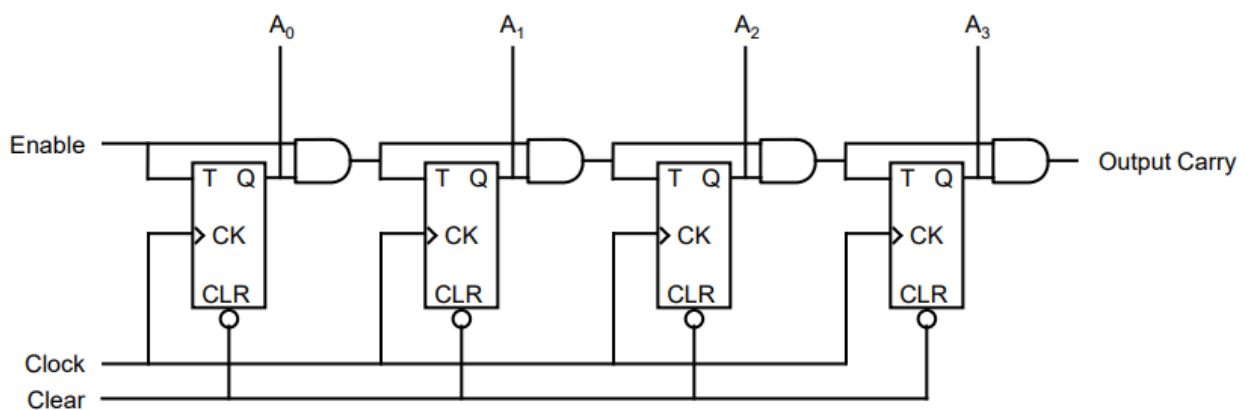 A₀ A₁ A₂ A₃
Enable
Output Carry
T Q T Q T Q T Q
CK CK CK CK
CLR CLR CLR CLR
Clock
Clear